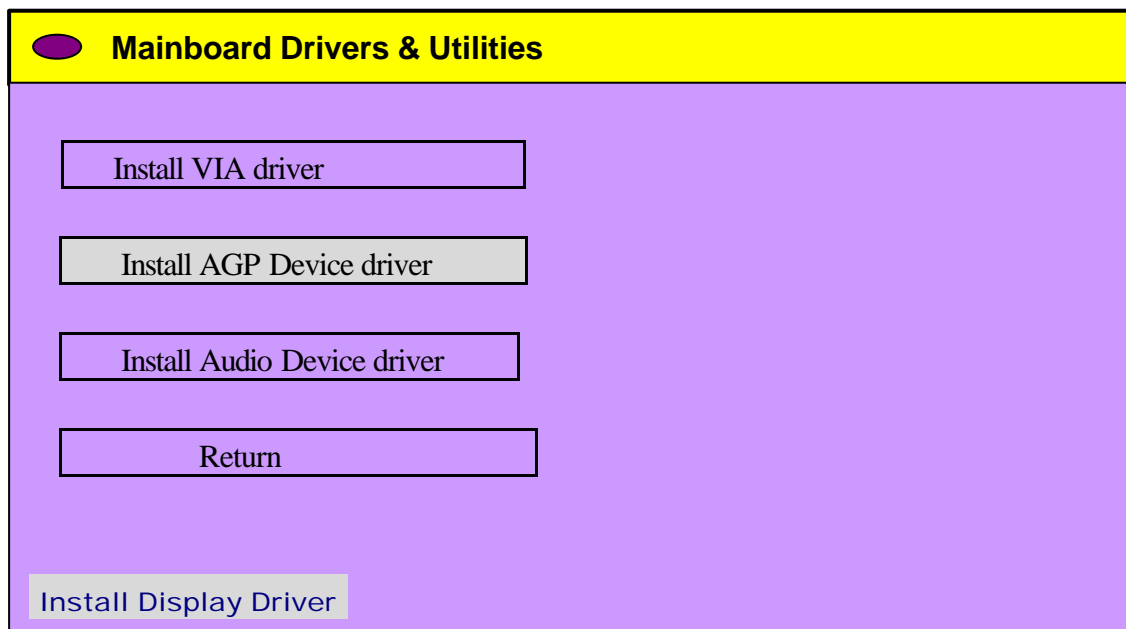 Mainboard Drivers & Utilities
Install VIA driver
Install AGP Device driver
Install Audio Device driver
Return
Install Display Driver